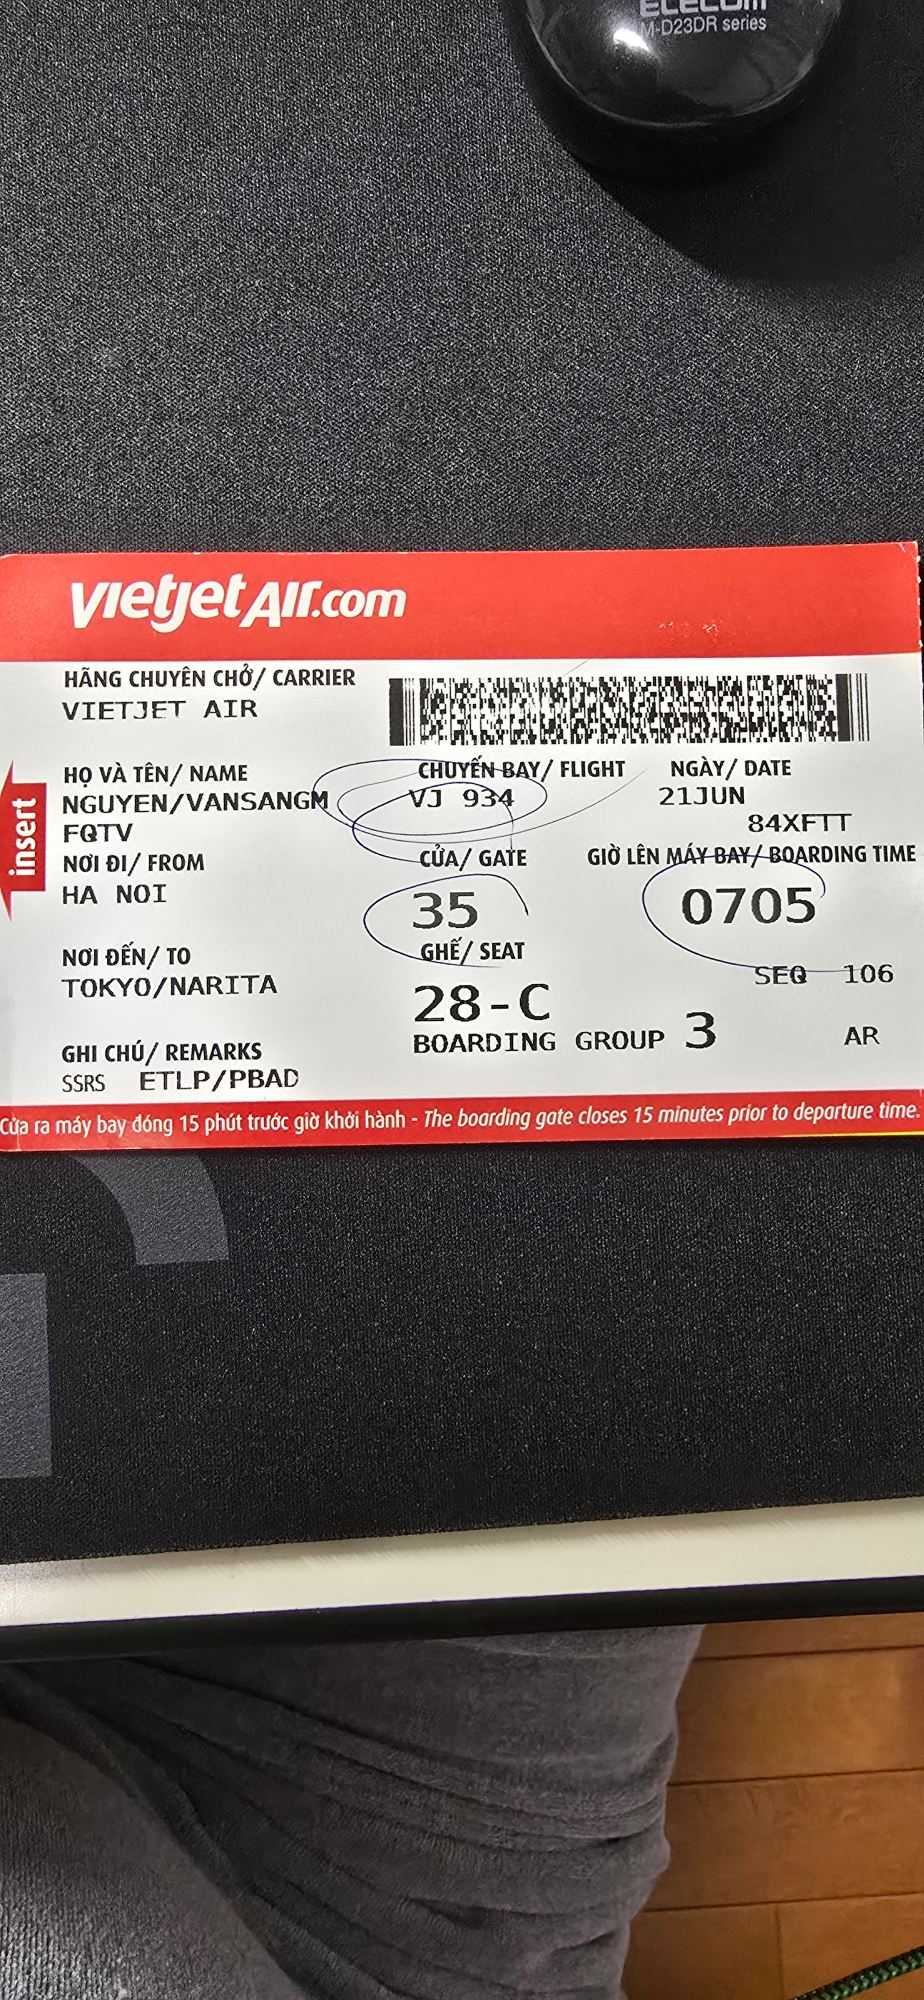 ELECOM
M-D23DR series
vietjetAir.com
HÃNG CHUYÊN CHỞ/ CARRIER
VIETJET AIR
HỌ VÀ TÊN/ NAME
CHUYẾN BAY/ FLIGHT
NGÀY/ DATE
NGUYEN/VANSANGM
VJ 934
21JUN
FQTV
84XFTT
insert
NƠI ĐI/ FROM
CỬA/ GATE
GIỜ LÊN MÁY BAY/ BOARDING TIME
HA NOI
35
0705
NƠI ĐẾN/ TO
GHẾ/ SEAT
TOKYO/NARITA
28-C
SEQ 106
GHI CHÚ/ REMARKS
BOARDING GROUP 3
AR
SSRS ETLP/PBAD
Cửa ra máy bay đóng 15 phút trước giờ khởi hành - The boarding gate closes 15 minutes prior to departure time.